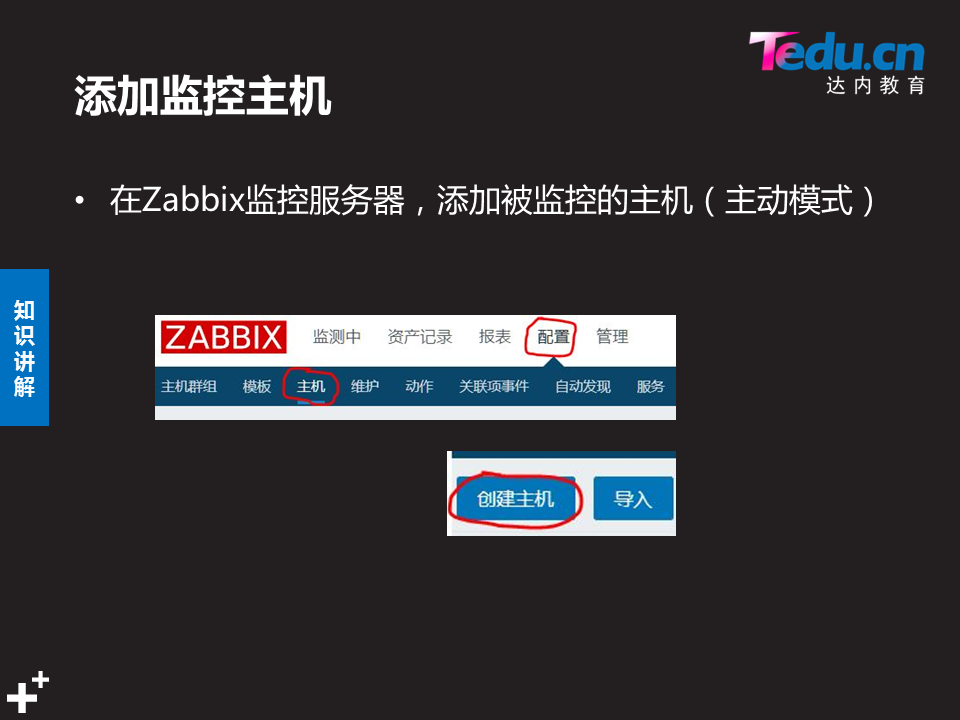 Tedu.cn
达内教育
添加监控主机
• 在Zabbix监控服务器，添加被监控的主机（主动模式）
知识讲解
ZABBIX 监测中 资产记录 报表 配置 管理
主机群组 模板 主机 维护 动作 关联项事件 自动发现 服务
创建主机 导入